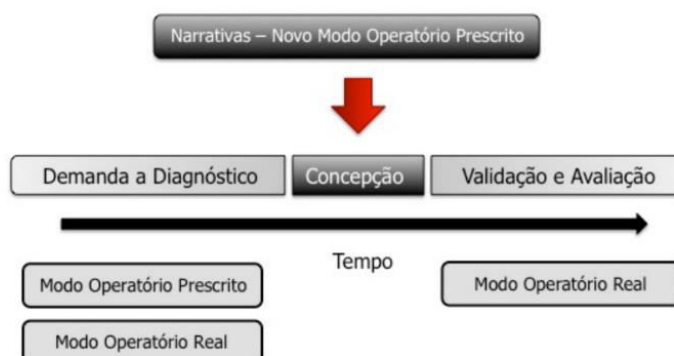 Narrativas – Novo Modo Operatório Prescrito
Demanda a Diagnóstico
Concepção
Validação e Avaliação
Tempo
Modo Operatório Prescrito
Modo Operatório Real
Modo Operatório Real